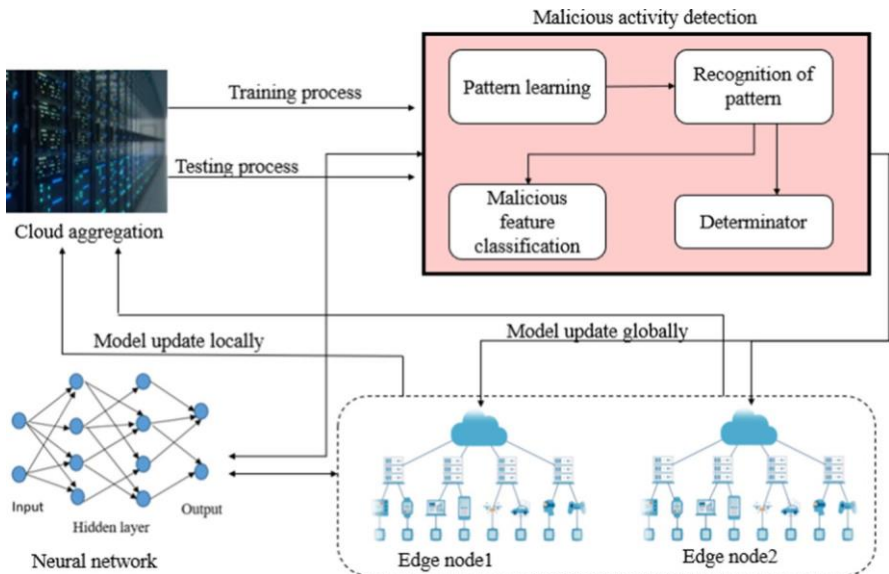 Malicious activity detection
Training process
Pattern learning
Recognition of
pattern
Testing process
Malicious
feature
classification
Determinator
Cloud aggregation
Model update locally
Model update globally
Input
Hidden layer
Output
Neural network
Edge node1
Edge node2